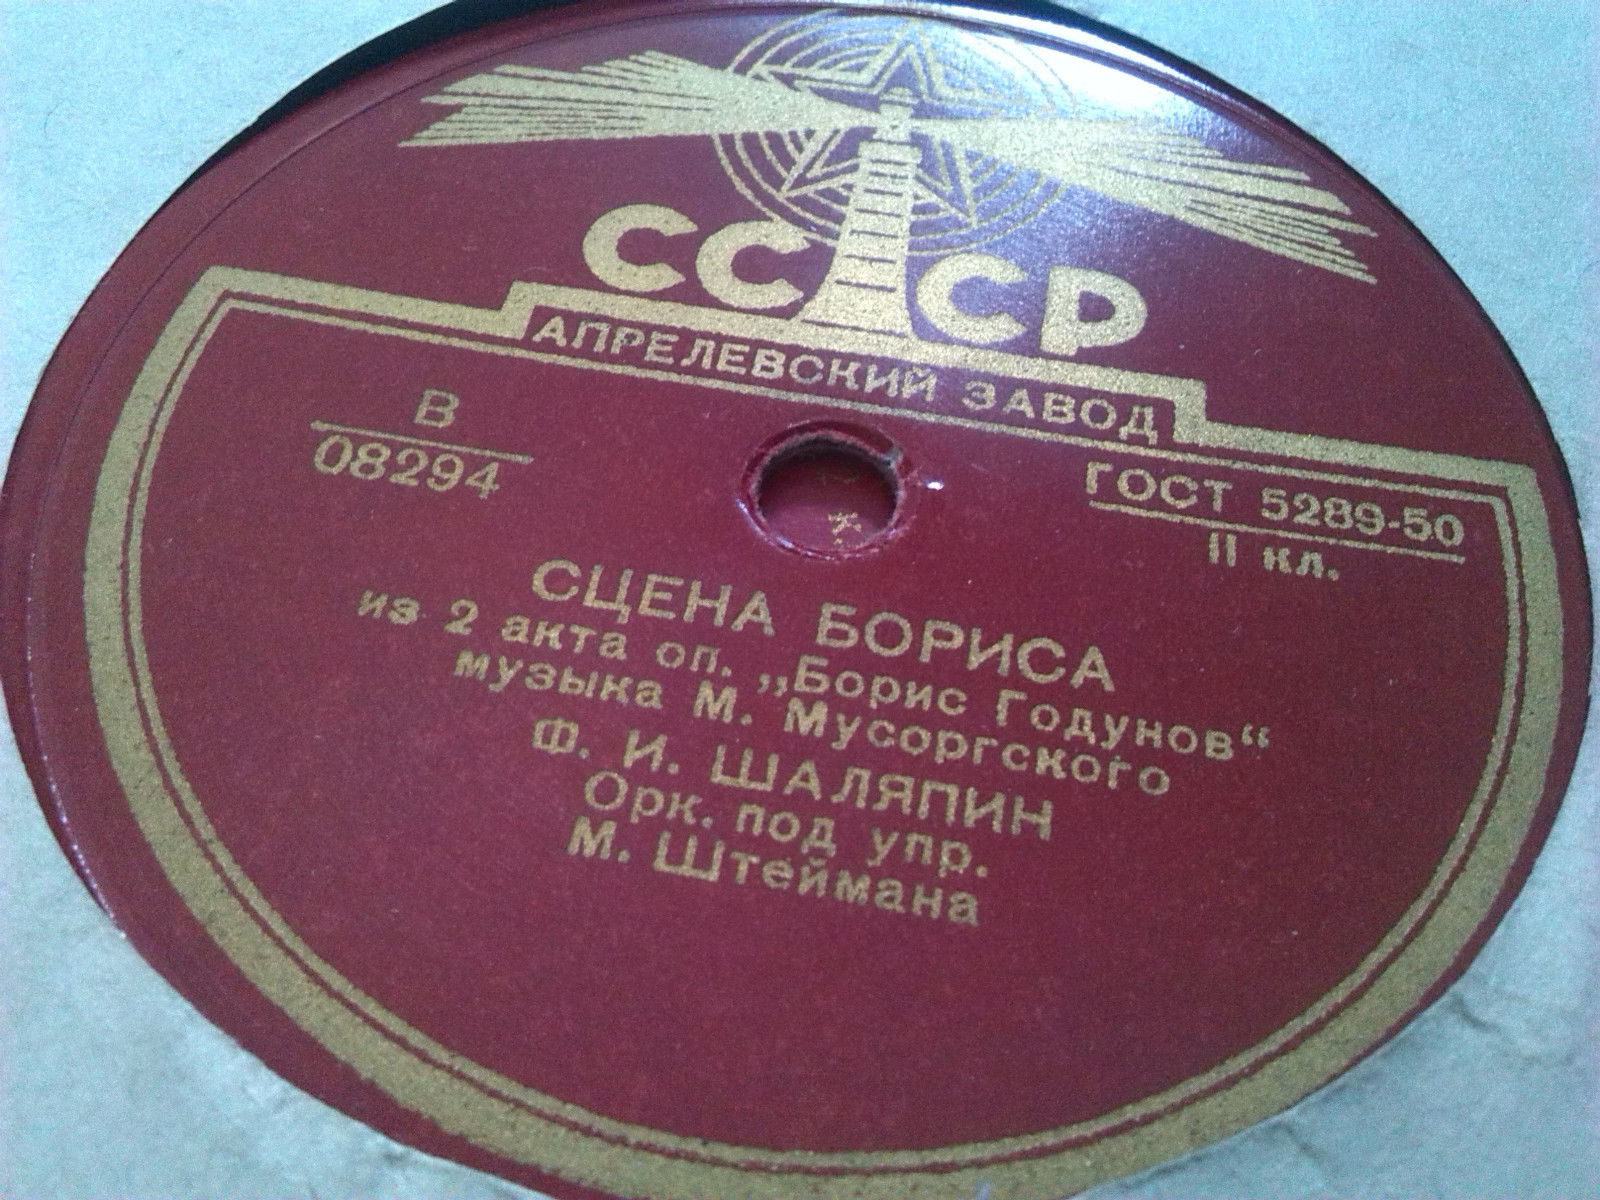 СССР
АПРЕЛЕВСКИЙ ЗАВОД
В
08294
ГОСТ 5289-50
II кл.
СЦЕНА БОРИСА
из 2 акта оп. „Борис Годунов“
музыка М. Мусоргского
Ф. И. ШАЛЯПИН
Орк. под упр.
М. Штеймана